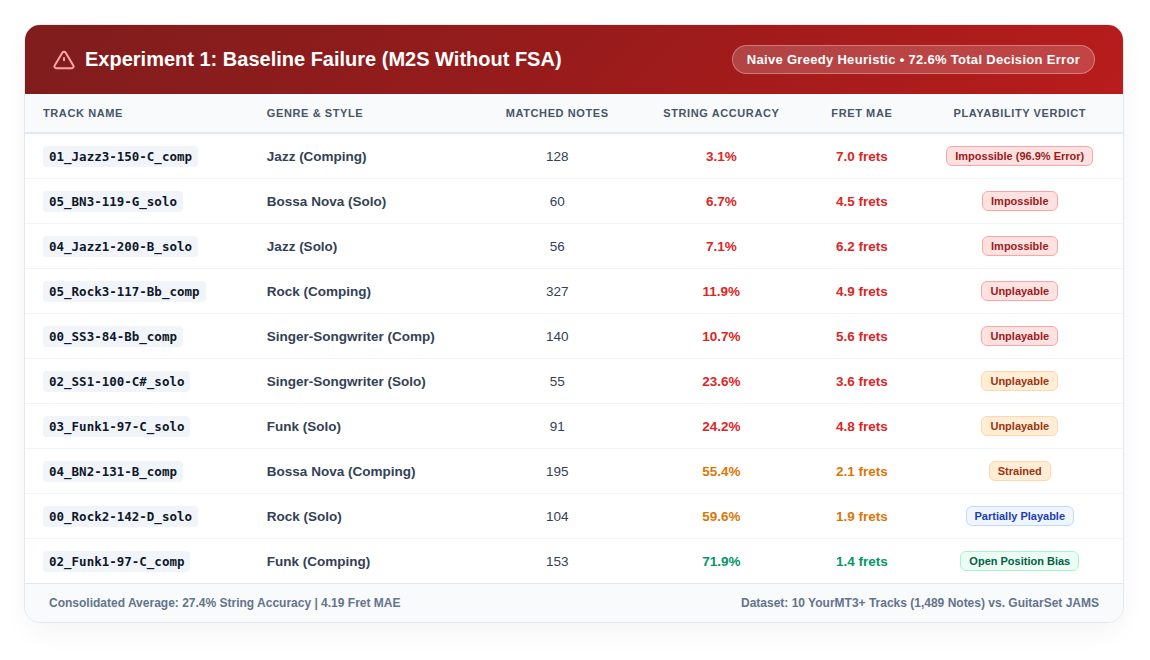 Experiment 1: Baseline Failure (M2S Without FSA)
Naive Greedy Heuristic • 72.6% Total Decision Error
TRACK NAME GENRE & STYLE MATCHED NOTES STRING ACCURACY FRET MAE PLAYABILITY VERDICT
01_Jazz3-150-C_comp Jazz (Comping) 128 3.1% 7.0 frets Impossible (96.9% Error)
05_BN3-119-G_solo Bossa Nova (Solo) 60 6.7% 4.5 frets Impossible
04_Jazz1-200-B_solo Jazz (Solo) 56 7.1% 6.2 frets Impossible
05_Rock3-117-Bb_comp Rock (Comping) 327 11.9% 4.9 frets Unplayable
00_SS3-84-Bb_comp Singer-Songwriter (Comp) 140 10.7% 5.6 frets Unplayable
02_SS1-100-C#_solo Singer-Songwriter (Solo) 55 23.6% 3.6 frets Unplayable
03_Funk1-97-C_solo Funk (Solo) 91 24.2% 4.8 frets Unplayable
04_BN2-131-B_comp Bossa Nova (Comping) 195 55.4% 2.1 frets Strained
00_Rock2-142-D_solo Rock (Solo) 104 59.6% 1.9 frets Partially Playable
02_Funk1-97-C_comp Funk (Comping) 153 71.9% 1.4 frets Open Position Bias
Consolidated Average: 27.4% String Accuracy | 4.19 Fret MAE
Dataset: 10 YourMT3+ Tracks (1,489 Notes) vs. GuitarSet JAMS